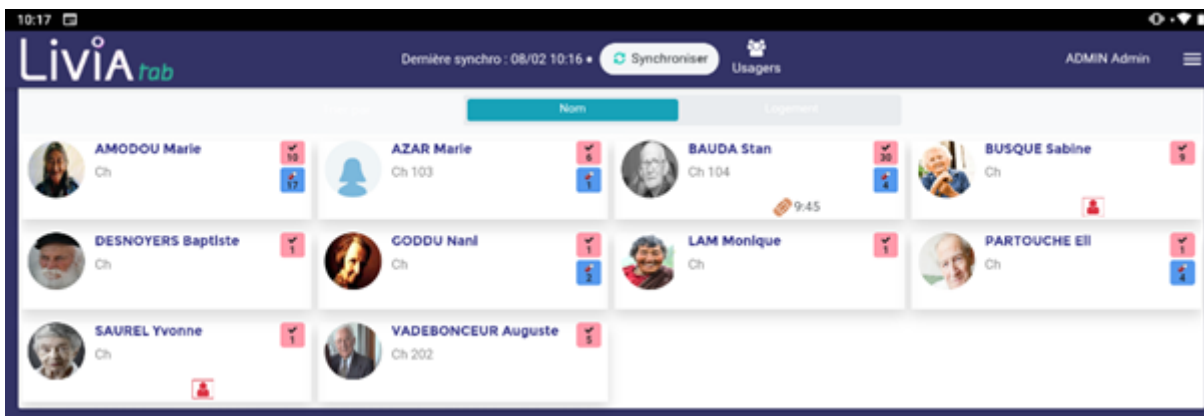 10:17
LiviA tab
Dernière synchro : 08/02 10:16 • Synchroniser
Usagers
ADMIN Admin
Nom
Logement
AMODOU Marie
Ch
10
17
AZAR Marie
Ch 103
6
1
BAUDA Stan
Ch 104
30
4
9:45
BUSQUE Sabine
Ch
9
DESNOYERS Baptiste
Ch
1
GODDU Nani
Ch
1
2
LAM Monique
Ch
1
PARTOUCHE Eli
Ch
1
4
SAUREL Yvonne
Ch
1
VADEBONCEUR Auguste
Ch 202
5